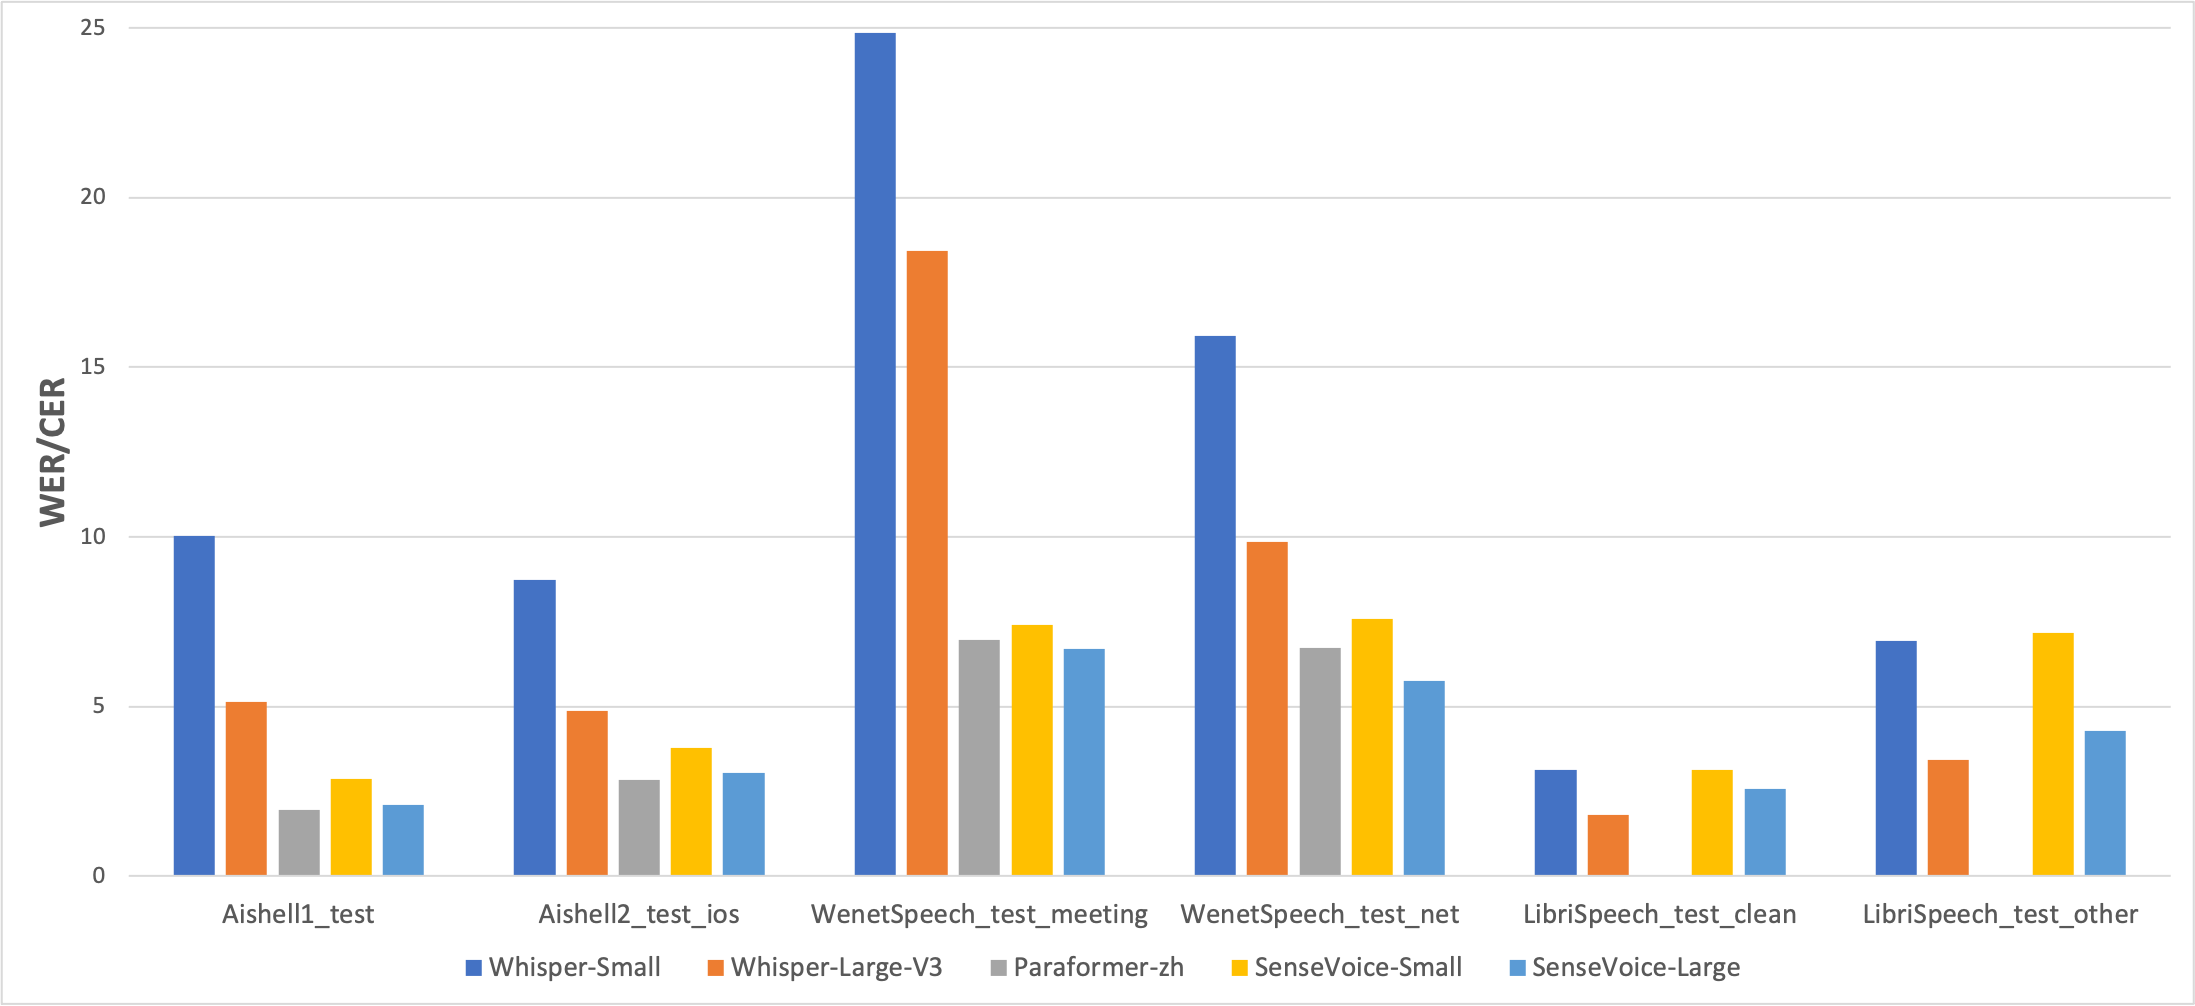 25
20
15
10
5
0
WER/CER
Aishell1_test Aishell2_test_ios WenetSpeech_test_meeting WenetSpeech_test_net LibriSpeech_test_clean LibriSpeech_test_other
Whisper-Small Whisper-Large-V3 Paraformer-zh SenseVoice-Small SenseVoice-Large